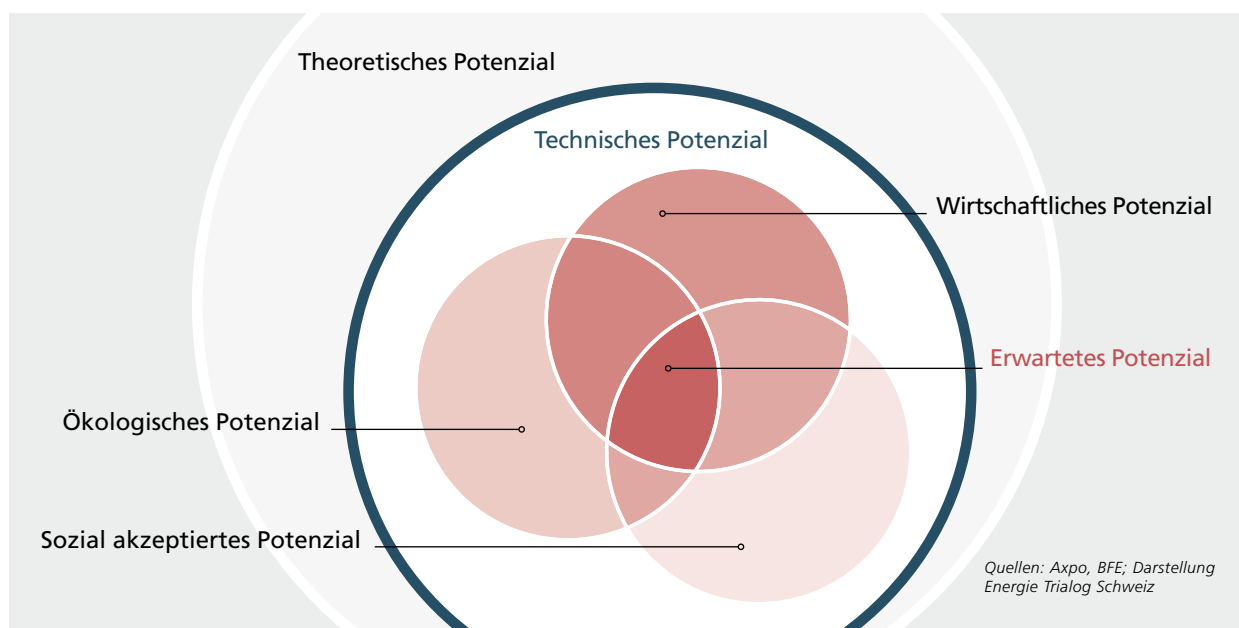 Theoretisches Potenzial
Technisches Potenzial
Wirtschaftliches Potenzial
Erwartetes Potenzial
Ökologisches Potenzial
Sozial akzeptiertes Potenzial
Quellen: Axpo, BFE; Darstellung
Energie Trialog Schweiz